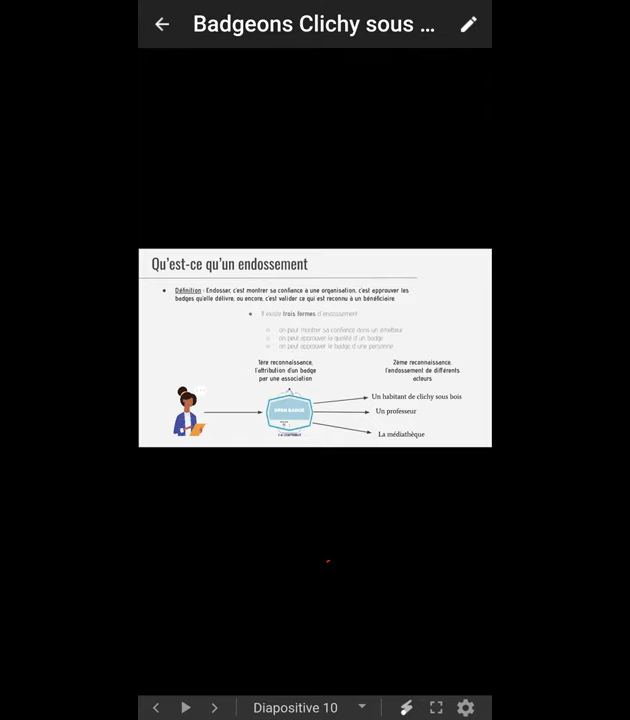 Badgeons Clichy sous ...
Qu'est-ce qu'un endossement
Définition : Endosser, c'est montrer sa confiance à une organisation, c'est approuver les
badges qu'elle délivre, ou encore, c'est valider ce qui est reconnu à un bénéficiaire
Il existe trois formes d'endossement
on peut montrer sa confiance dans un émetteur
on peut approuver la qualité d'un badge
on peut approuver le badge d'une personne
1ère reconnaissance,
l'attribution d'un badge
par une association
2ème reconnaissance,
l'endossement de différents
acteurs
Un habitant de clichy sous bois
OPEN BADGE
Un professeur
La médiathèque
Diapositive 10